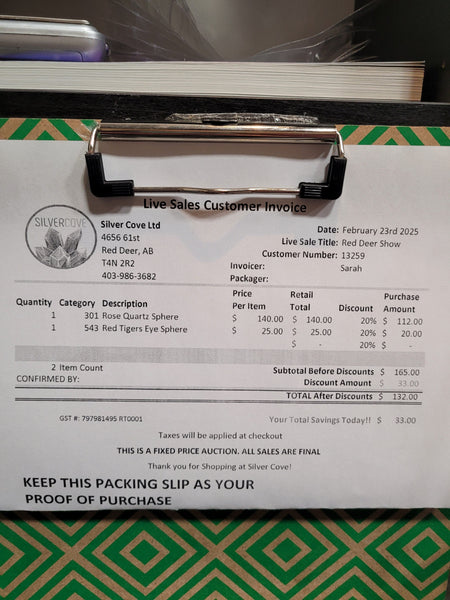 Live Sales Customer Invoice
SILVERCOVE
Silver Cove Ltd
4656 61st
Red Deer, AB
T4N 2R2
403-986-3682
Date: February 23rd 2025
Live Sale Title: Red Deer Show
Customer Number: 13259
Invoicer: Sarah
Packager:
Quantity Category Description Price Per Item Retail Total Discount Purchase Amount
1 301 Rose Quartz Sphere $ 140.00 $ 140.00 20% $ 112.00
1 543 Red Tigers Eye Sphere $ 25.00 $ 25.00 20% $ 20.00
$ - 20% $ -
2 Item Count Subtotal Before Discounts $ 165.00
CONFIRMED BY: Discount Amount $ 33.00
TOTAL After Discounts $ 132.00
GST #: 797981495 RT0001 Your Total Savings Today!! $ 33.00
Taxes will be applied at checkout
THIS IS A FIXED PRICE AUCTION. ALL SALES ARE FINAL
Thank you for Shopping at Silver Cove!
KEEP THIS PACKING SLIP AS YOUR
PROOF OF PURCHASE